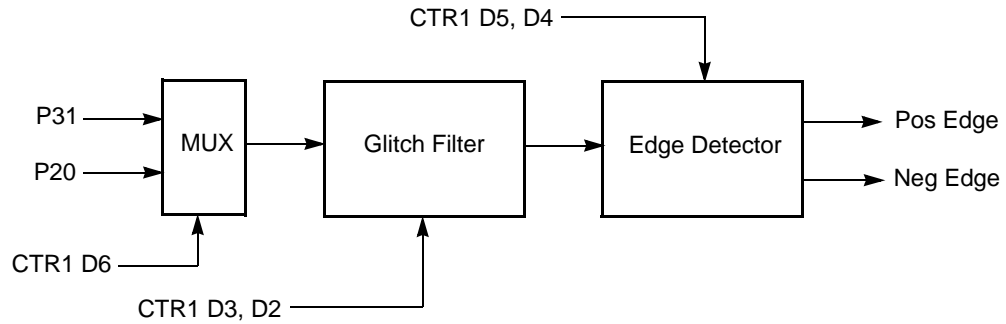 CTR1 D5, D4
P31
P20
MUX
Glitch Filter
Edge Detector
Pos Edge
Neg Edge
CTR1 D6
CTR1 D3, D2